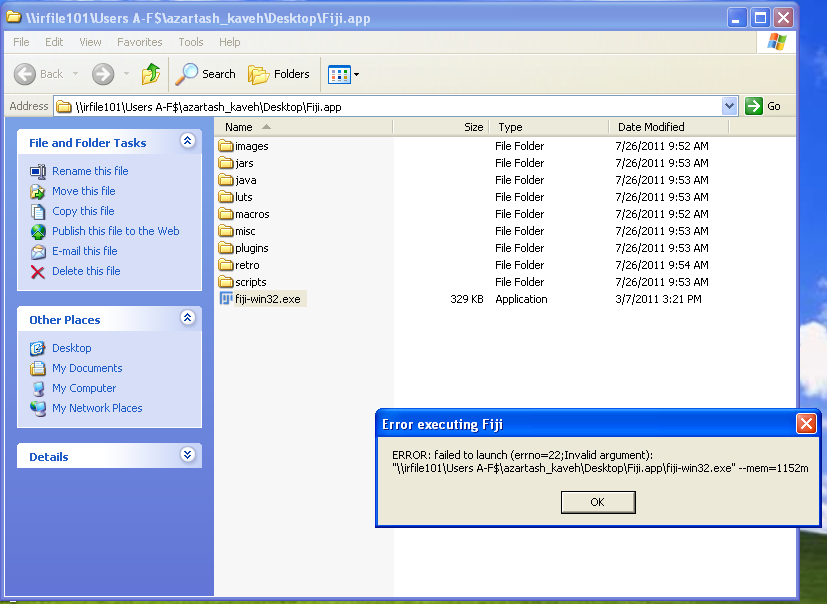 \\irfile101\Users A-F$\azartash_kaveh\Desktop\Fiji.app
File Edit View Favorites Tools Help
Back Search Folders
Address \\irfile101\Users A-F$\azartash_kaveh\Desktop\Fiji.app Go
File and Folder Tasks
Rename this file
Move this file
Copy this file
Publish this file to the Web
E-mail this file
Delete this file
Other Places
Desktop
My Documents
My Computer
My Network Places
Details
Name Size Type Date Modified
images File Folder 7/26/2011 9:52 AM
jars File Folder 7/26/2011 9:53 AM
java File Folder 7/26/2011 9:53 AM
luts File Folder 7/26/2011 9:53 AM
macros File Folder 7/26/2011 9:52 AM
misc File Folder 7/26/2011 9:53 AM
plugins File Folder 7/26/2011 9:53 AM
retro File Folder 7/26/2011 9:54 AM
scripts File Folder 7/26/2011 9:53 AM
fiji-win32.exe 329 KB Application 3/7/2011 3:21 PM
Error executing Fiji
ERROR: failed to launch (errno=22;Invalid argument):
"\\irfile101\Users A-F$\azartash_kaveh\Desktop\Fiji.app\fiji-win32.exe" --mem=1152m
OK